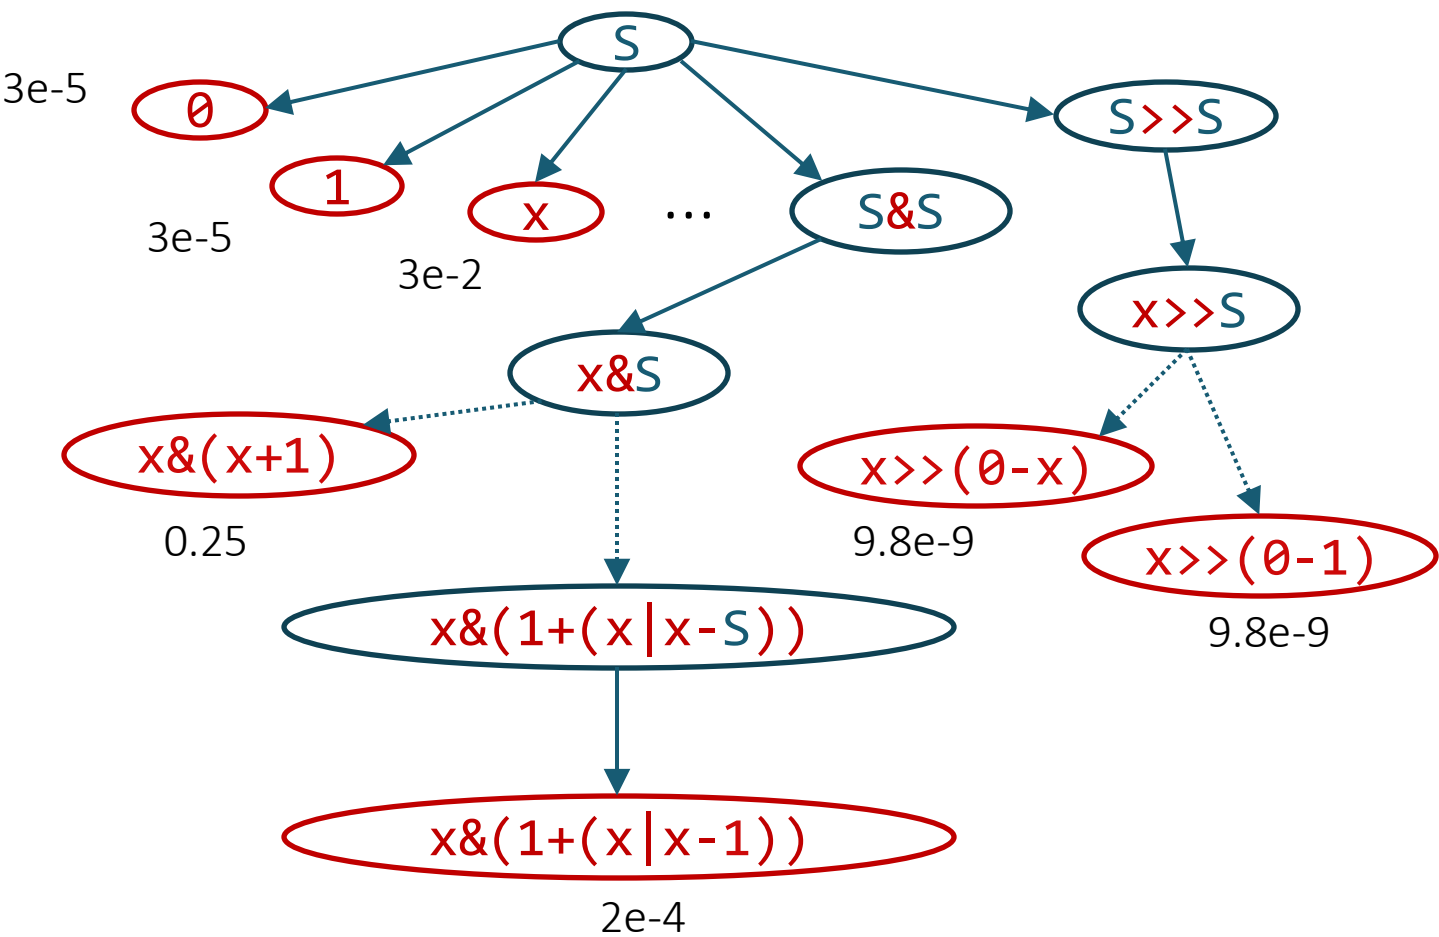 S
3e-5
0
S>>S
1
x
...
S&S
3e-5
3e-2
x>>S
x&S
x&(x+1)
x>>(0-x)
0.25
9.8e-9
x>>(0-1)
x&(1+(x|x-S))
9.8e-9
x&(1+(x|x-1))
2e-4